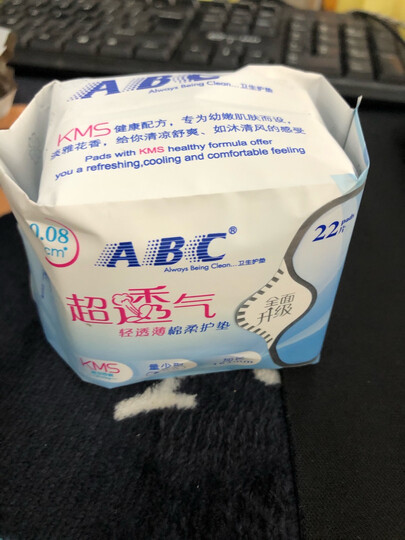 ABC
Always Being Clean... 卫生护垫
KMS 健康配方，专为幼嫩肌肤而设，
淡雅花香，给你清凉舒爽、如沐清风的感受
Pads with KMS healthy formula offer
you a refreshing,cooling and comfortable feeling
0.08
cm
ABC®
Always Being Clean... 卫生护垫
22 片
超透气
轻透薄棉柔护垫
全面
升级
KMS
量少型